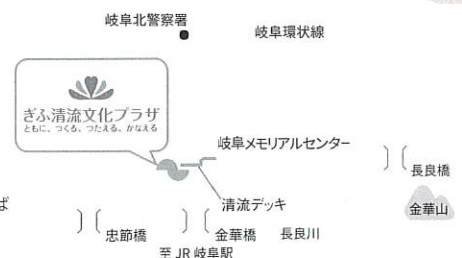 岐阜北警察署
岐阜環状線
ぎふ清流文化プラザ
ともに、つくる、つたえる、かなえる
岐阜メモリアルセンター
長良橋
清流デッキ
金華山
ば
忠節橋
金華橋
長良川
至 JR 岐阜駅